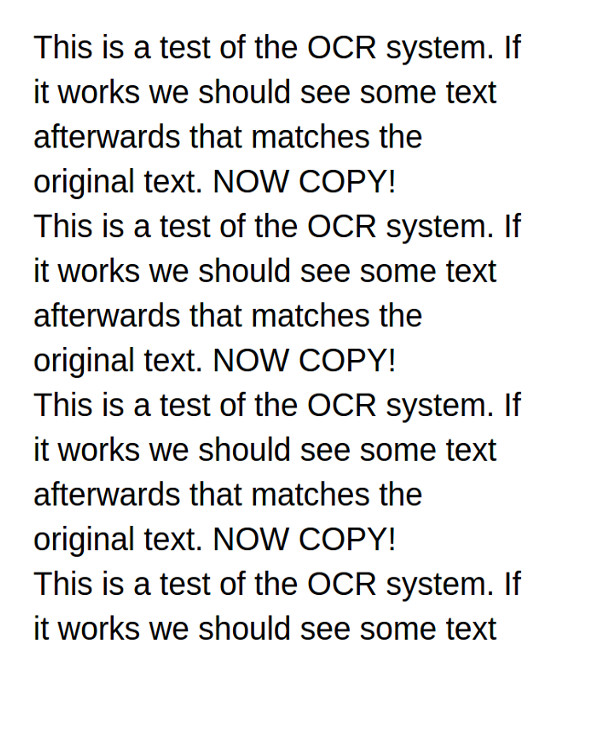 This is a test of the OCR system. If
it works we should see some text
afterwards that matches the
original text. NOW COPY!
This is a test of the OCR system. If
it works we should see some text
afterwards that matches the
original text. NOW COPY!
This is a test of the OCR system. If
it works we should see some text
afterwards that matches the
original text. NOW COPY!
This is a test of the OCR system. If
it works we should see some text